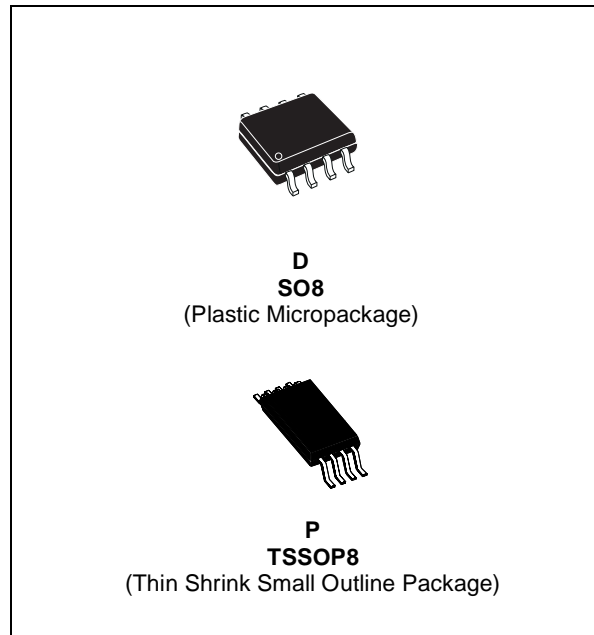 D
SO8
(Plastic Micropackage)
P
TSSOP8
(Thin Shrink Small Outline Package)